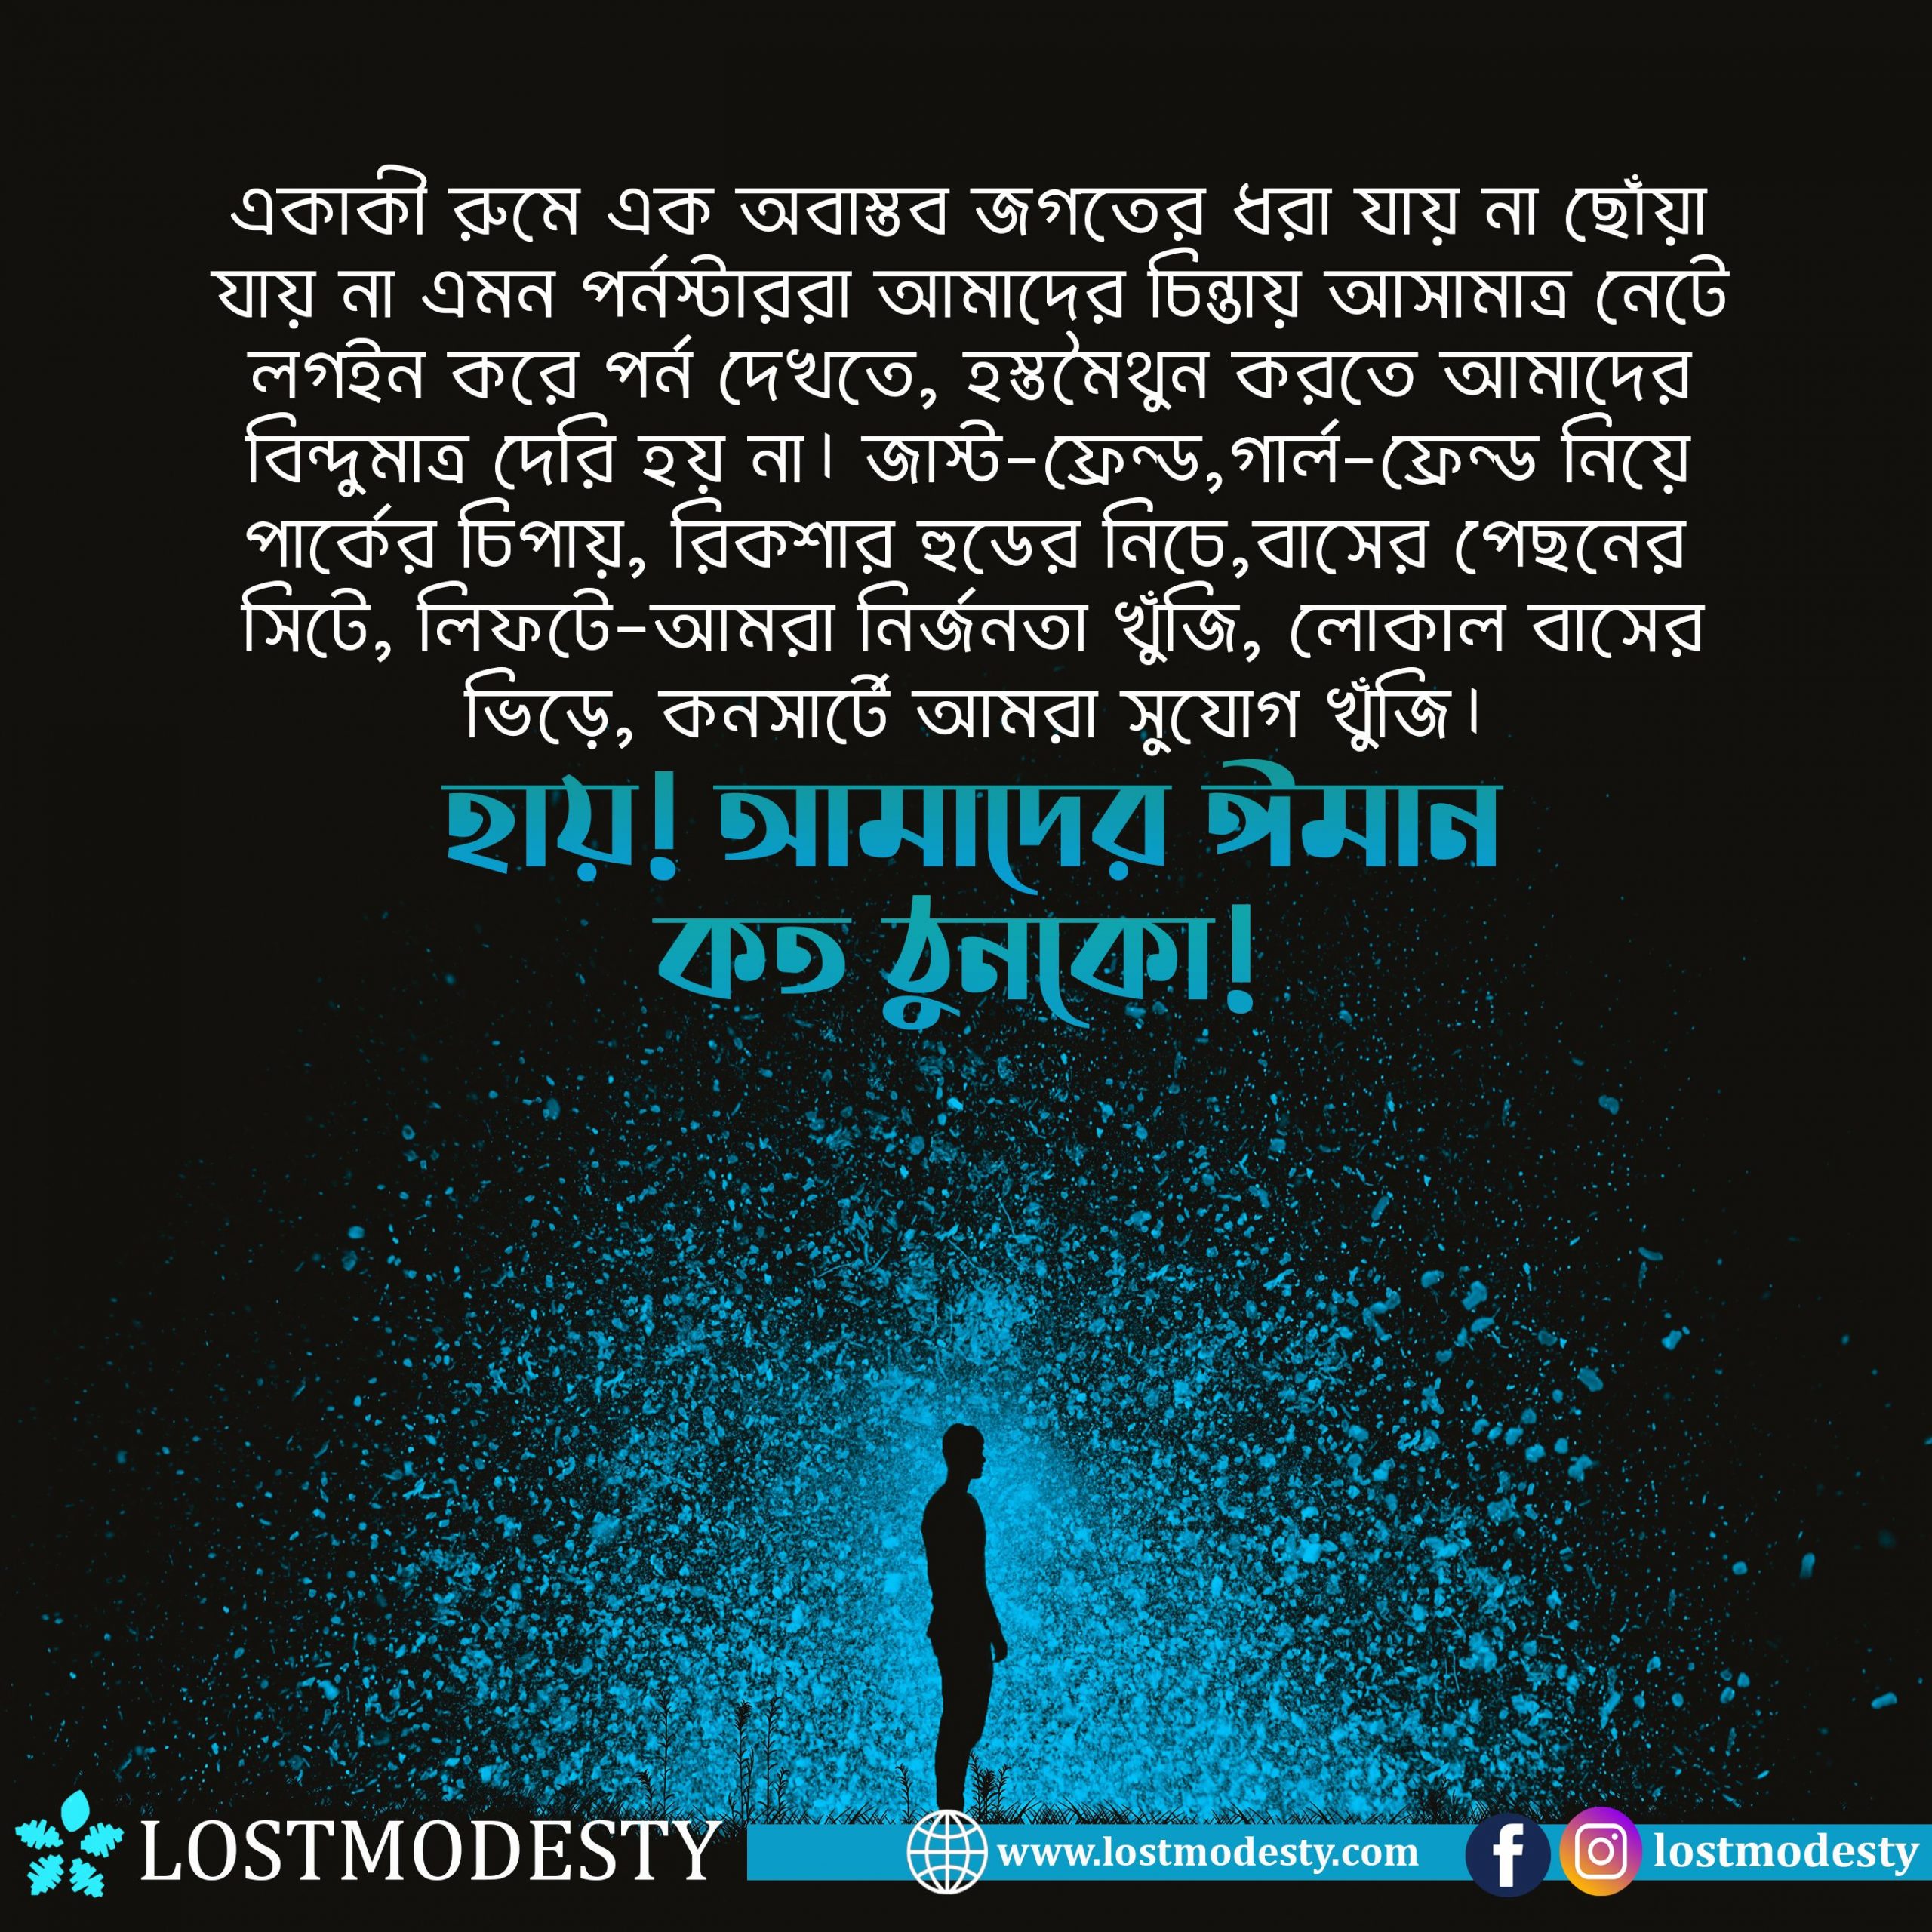 একাকী রুমে এক অবাস্তব জগতের ধরা যায় না ছোঁয়া
যায় না এমন পর্নস্টাররা আমাদের চিন্তায় আসামাত্র নেটে
লগইন করে পর্ন দেখতে, হস্তমৈথুন করতে আমাদের
বিন্দুমাত্র দেরি হয় না। জাস্ট-ফ্রেন্ড,গার্ল-ফ্রেন্ড নিয়ে
পার্কের চিপায়, রিকশার হুডের নিচে,বাসের পেছনের
সিটে, লিফটে-আমরা নির্জনতা খুঁজি, লোকাল বাসের
ভিড়ে, কনসার্টে আমরা সুযোগ খুঁজি।
হায়! আমাদের ঈমান
কত ঠুনকো!
LOSTMODESTY
www.lostmodesty.com
lostmodesty